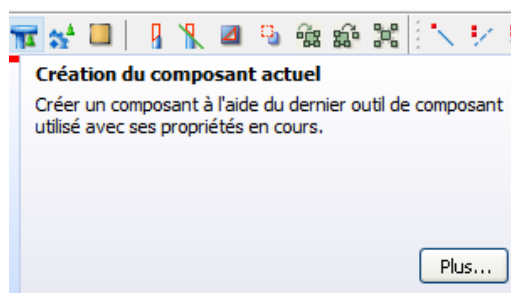 Création du composant actuel
Créer un composant à l'aide du dernier outil de composant
utilisé avec ses propriétés en cours.
Plus...